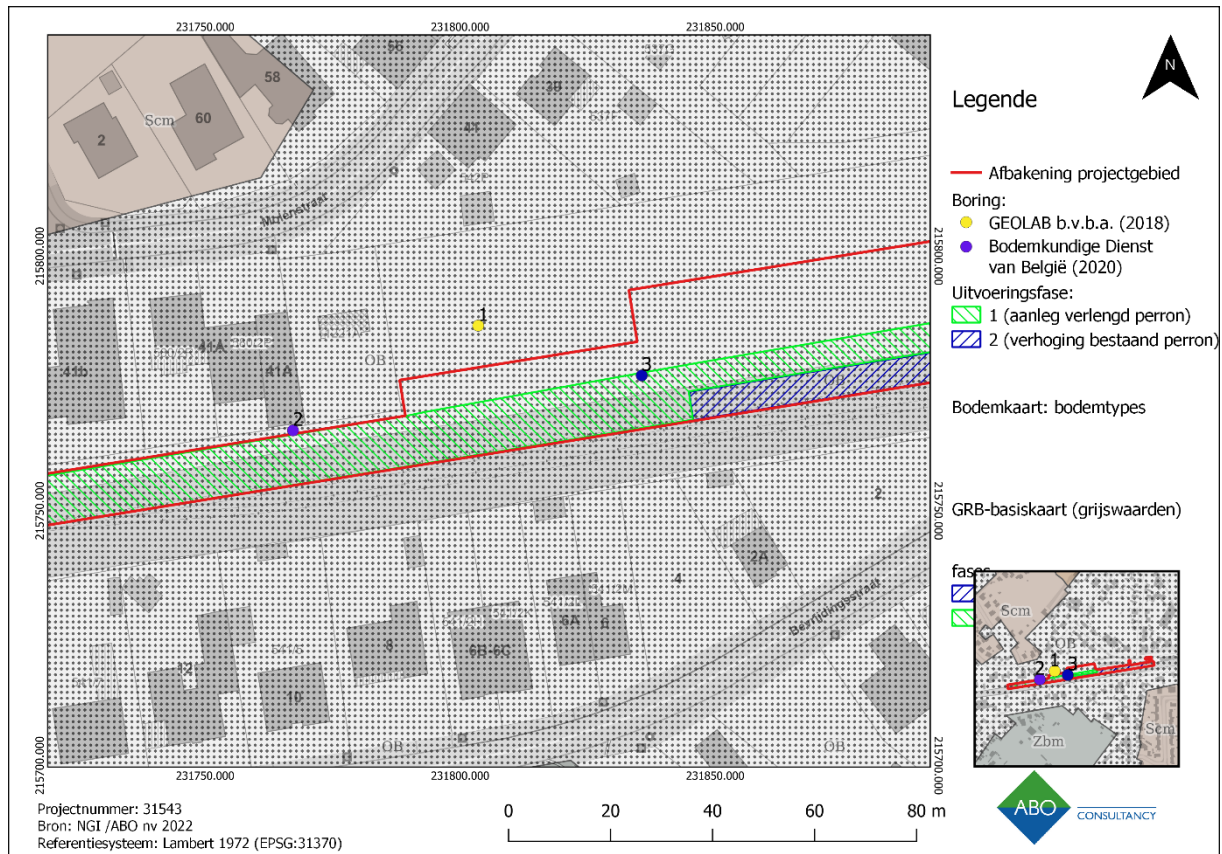 231750.000 231800.000 231850.000
N
Legende
Afbakening projectgebied
Boring:
GEOLAB b.v.b.a. (2018)
Bodemkundige Dienst
van België (2020)
Uitvoeringsfase:
1 (aanleg verlengd perron)
2 (verhoging bestaand perron)
Bodemkaart: bodemtypes
GRB-basiskaart (grijswaarden)
fases
56
58
39
60
Scm
2
41
Molenstraat
215800.000
215800.000
1
41A
OB
41b
41A
3
OB
2
215750.000
215750.000
2
2A
4
Bevrijdingsstraat
6A
6
8
6B-6C
12
10
OB
OB
215700.000
215700.000
231750.000 231800.000 231850.000
Scm
OB
1
2
3
Scm
Zbm
Projectnummer: 31543
Bron: NGI /ABO nv 2022
Referentiesysteem: Lambert 1972 (EPSG:31370)
0 20 40 60 80 m
ABO
CONSULTANCY